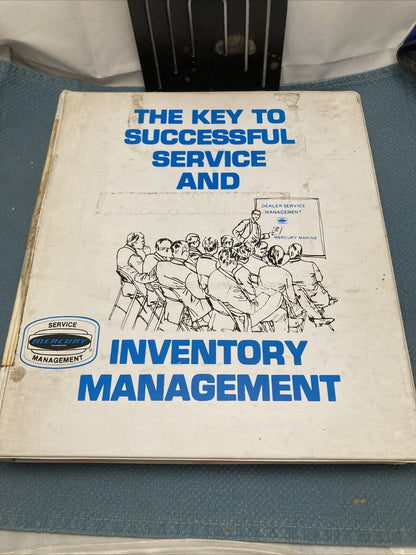 THE KEY TO
SUCCESSFUL
SERVICE
AND
DEALER SERVICE
MANAGEMENT
MERCURY MARINE
SERVICE
MERCURY
MANAGEMENT
INVENTORY
MANAGEMENT